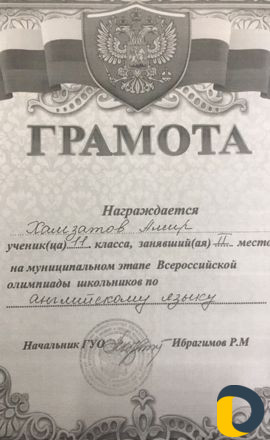 ГРАМОТА
Награждается
Хамзатов Амир
ученик(ца) 11 класса, занявший(ая) II место
на муниципальном этапе Всероссийской
олимпиады школьников по
английскому языку
Начальник ГУО Ибрагимов Р.М